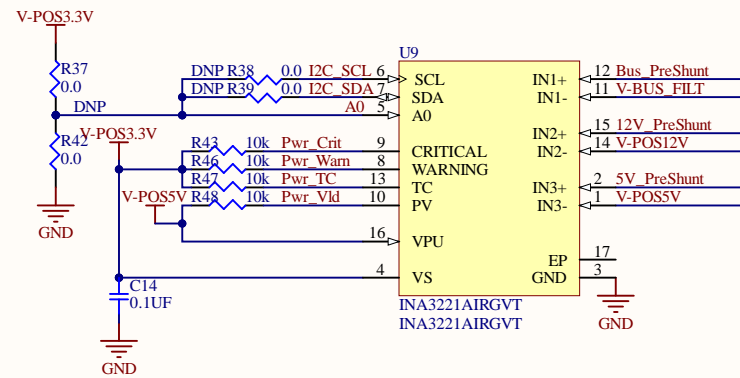 V-POS3.3V
R37
0.0
DNP
DNP R38 0.0 I2C_SCL 6
DNP R39 0.0 I2C_SDA 7
A0 5
R42
0.0
GND
V-POS3.3V
R43 10k Pwr_Crit 9
R46 10k Pwr_Warn 8
R47 10k Pwr_TC 13
R48 10k Pwr_Vld 10
V-POS5V
16
4
C14
0.1UF
GND
U9
SCL
SDA
A0
CRITICAL
WARNING
TC
PV
VPU
VS
IN1+ 12 Bus_PreShunt
IN1- 11 V-BUS_FILT
IN2+ 15 12V_PreShunt
IN2- 14 V-POS12V
IN3+ 2 5V_PreShunt
IN3- 1 V-POS5V
EP 17
GND 3
GND
INA3221AIRGVT
INA3221AIRGVT